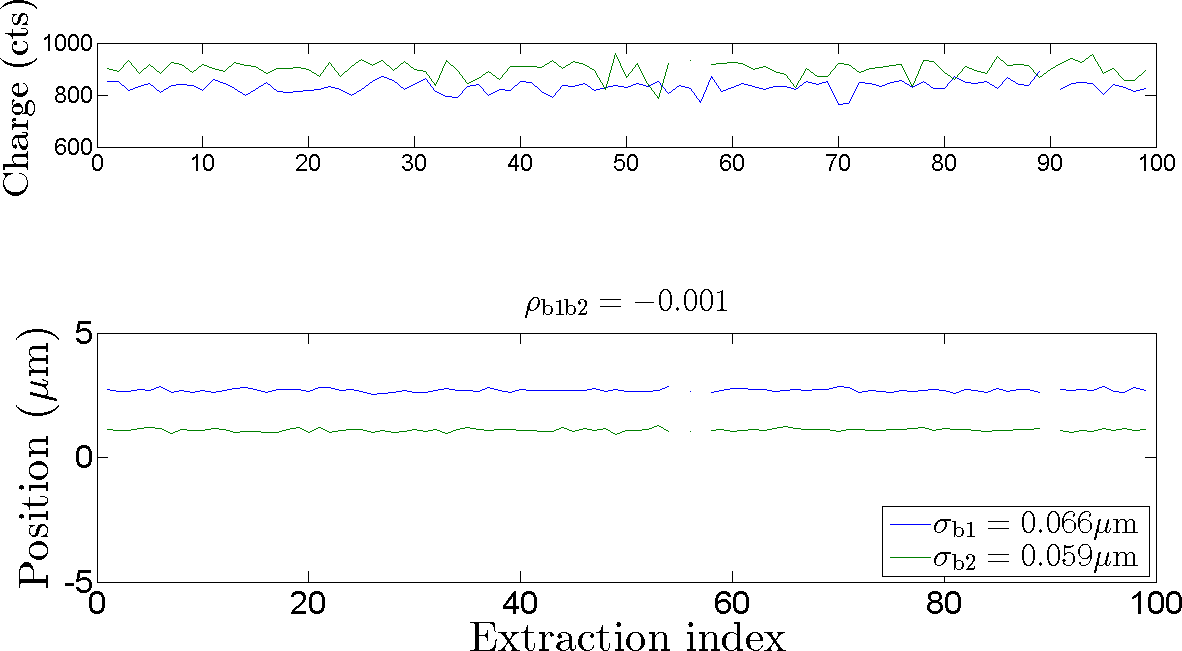 Charge (cts)
1000
800
600
0 10 20 30 40 50 60 70 80 90 100
ρb1b2 = −0.001
Position (μm)
5
0
-5
σb1 = 0.066μm
σb2 = 0.059μm
0 20 40 60 80 100
Extraction index